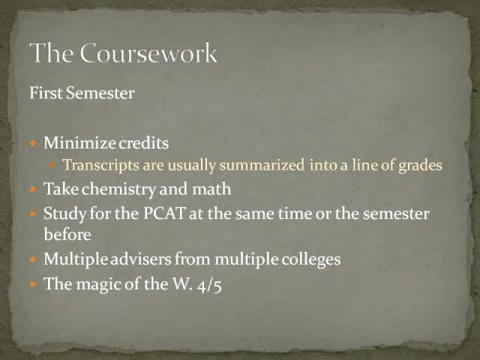 The Coursework
First Semester
Minimize credits
Transcripts are usually summarized into a line of grades
Take chemistry and math
Study for the PCAT at the same time or the semester
before
Multiple advisers from multiple colleges
The magic of the W. 4/5